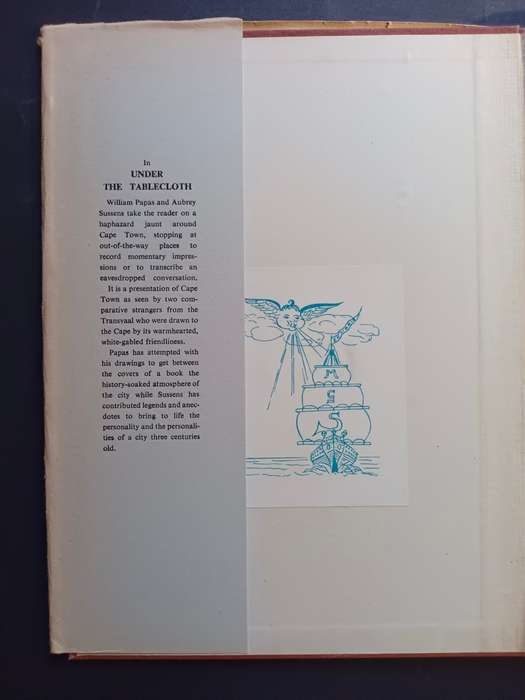 In
UNDER
THE TABLECLOTH
William Papas and Aubrey
Sussens take the reader on a
haphazard jaunt around
Cape Town, stopping at
out-of-the-way places to
record momentary impres-
sions or to transcribe an
eavesdropped conversation.
It is a presentation of Cape
Town as seen by two com-
parative strangers from the
Transvaal who were drawn to
the Cape by its warmhearted,
white-gabled friendliness.
Papas has attempted with
his drawings to get between
the covers of a book the
history-soaked atmosphere of
the city while Sussens has
contributed legends and anec-
dotes to bring to life the
personality and the personali-
ties of a city three centuries
old.
M
G
S